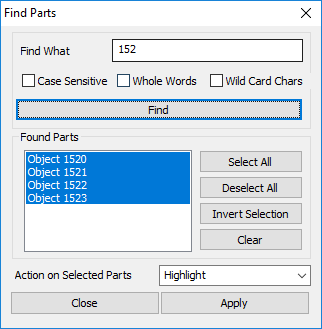 Find Parts
Find What 152
Case Sensitive Whole Words Wild Card Chars
Find
Found Parts
Object 1520
Object 1521
Object 1522
Object 1523
Select All
Deselect All
Invert Selection
Clear
Action on Selected Parts Highlight
Close Apply